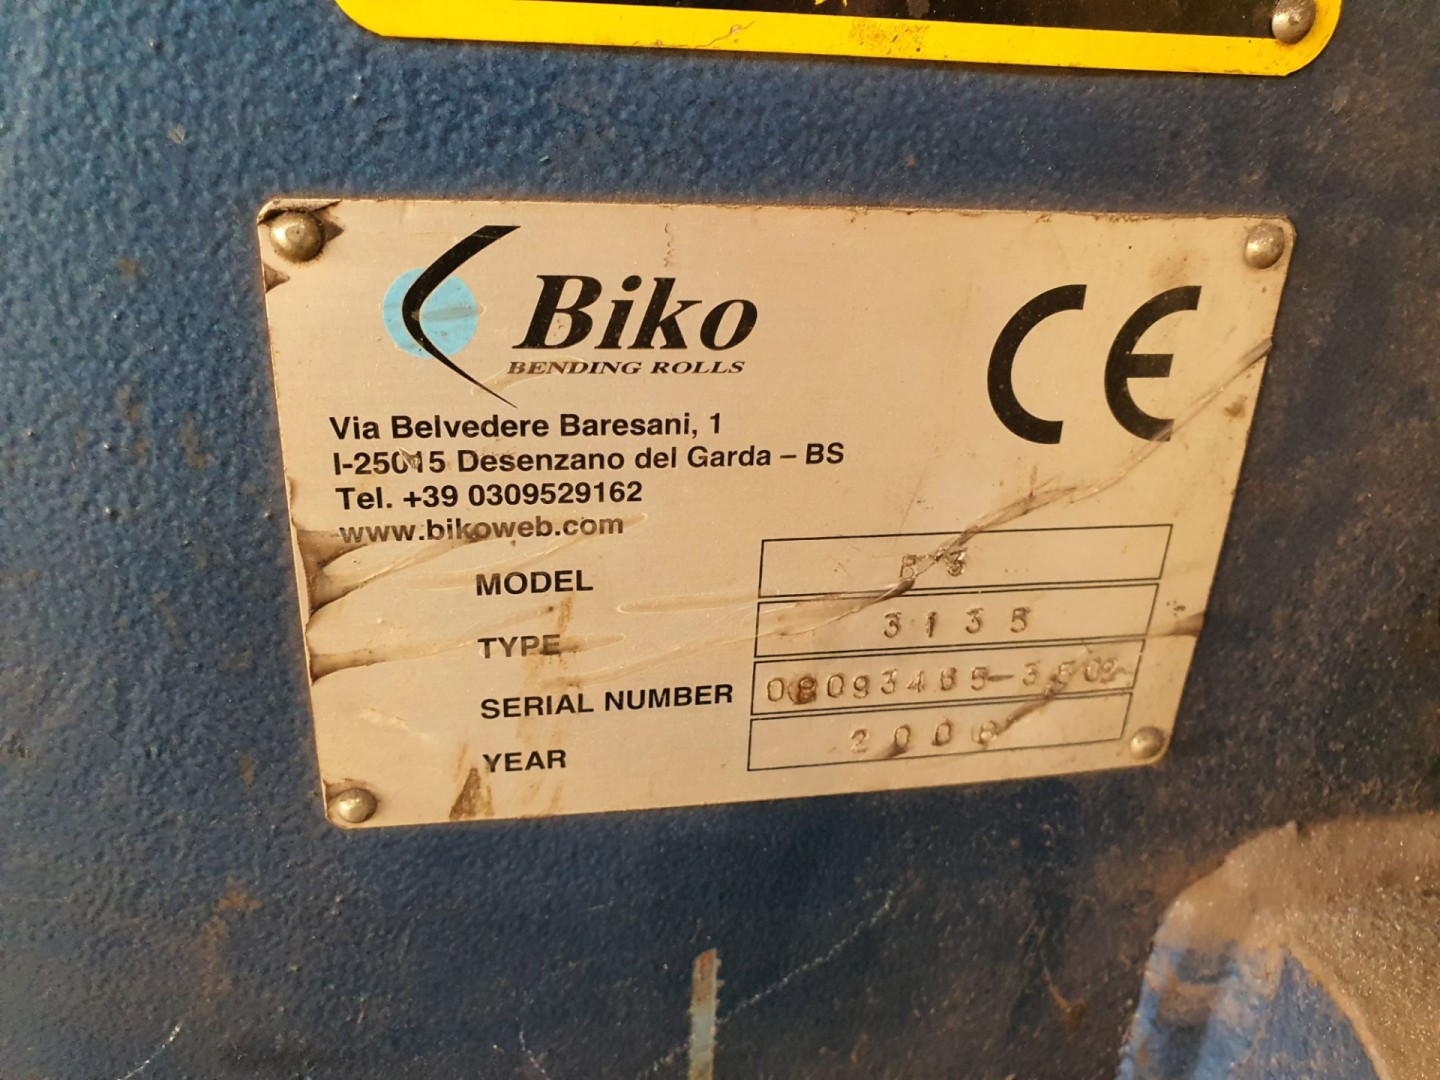 Biko
BENDING ROLLS
CE
Via Belvedere Baresani, 1
I-25015 Desenzano del Garda – BS
Tel. +39 0309529162
www.bikoweb.com
MODEL B3
TYPE 3135
SERIAL NUMBER
YEAR